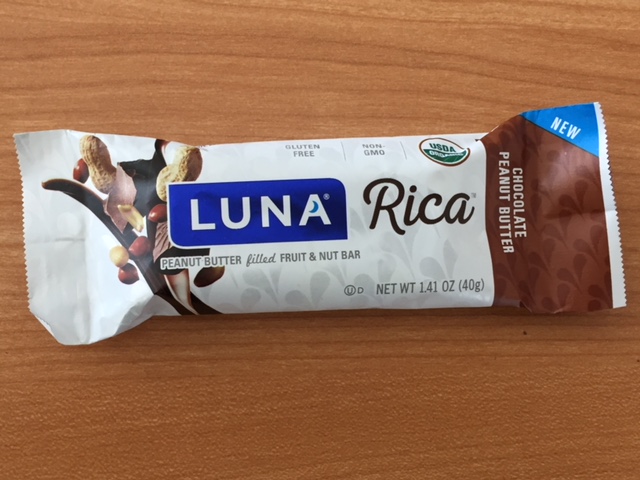 GLUTEN
FREE
NON-
GMO
USDA
ORGANIC
NEW
LUNA®
Rica™
CHOCOLATE
PEANUT BUTTER
PEANUT BUTTER filled FRUIT & NUT BAR
U D NET WT 1.41 OZ (40g)